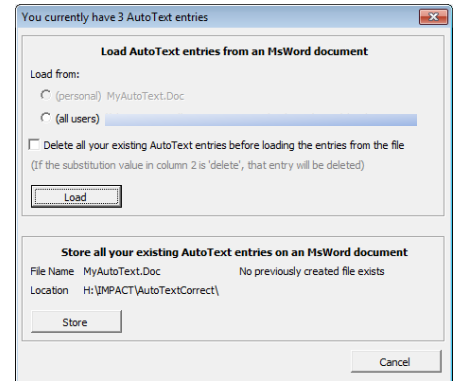 You currently have 3 AutoText entries
Load AutoText entries from an MsWord document
Load from:
(personal) MyAutoText.Doc
(all users)
Delete all your existing AutoText entries before loading the entries from the file
(If the substitution value in column 2 is 'delete', that entry will be deleted)
Load
Store all your existing AutoText entries on an MsWord document
File Name MyAutoText.Doc No previously created file exists
Location H:\IMPACT\AutoTextCorrect\
Store
Cancel